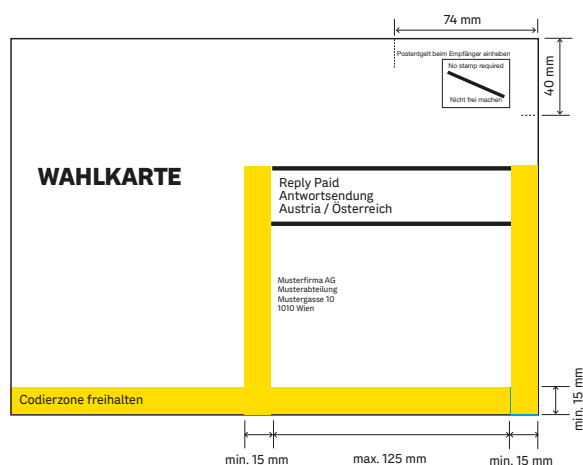 74 mm
Postentgelt beim Empfänger einheben
No stamp required
Nicht frei machen
40 mm
WAHLKARTE
Reply Paid
Antwortsendung
Austria / Österreich
Musterfirma AG
Musterabteilung
Mustergasse 10
1010 Wien
Codierzone freihalten
min. 15 mm
min. 15 mm
max. 125 mm
min. 15 mm